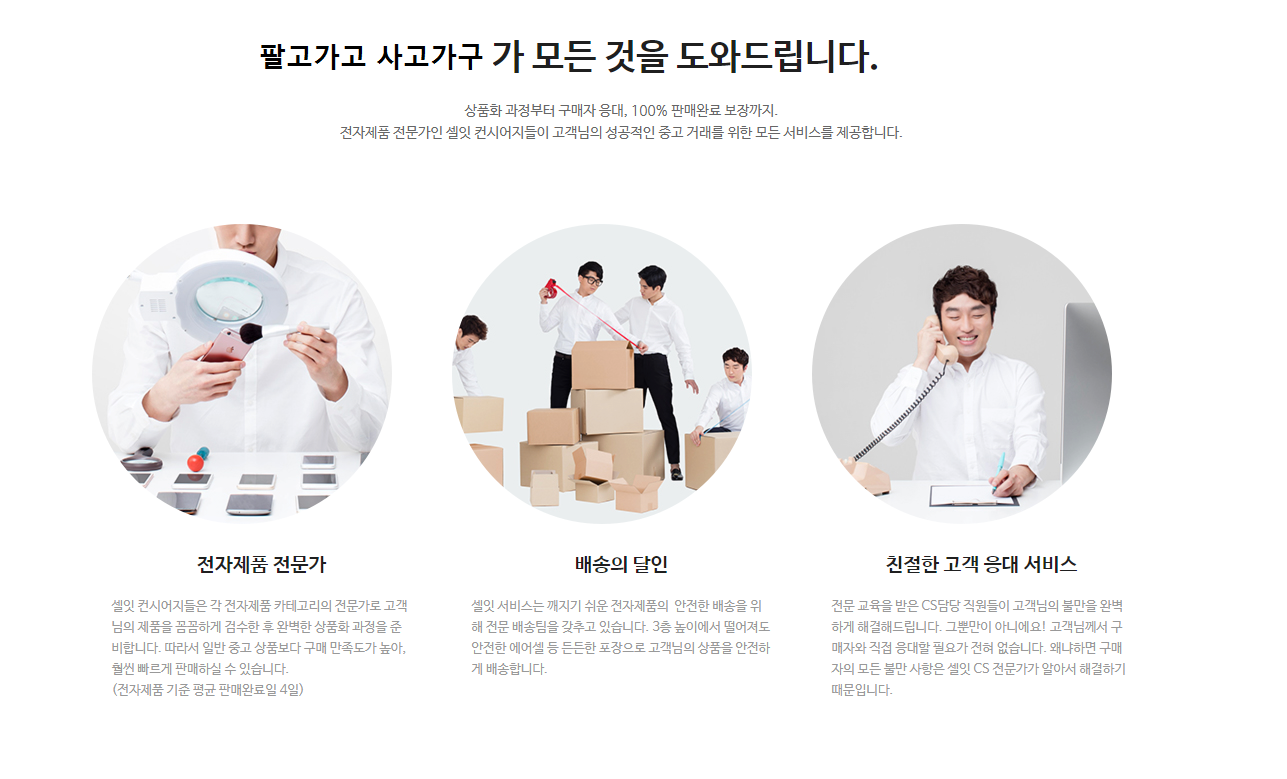 팔고가고 사고가구 가 모든 것을 도와드립니다.
상품화 과정부터 구매자 응대, 100% 판매완료 보장까지.
전자제품 전문가인 셀잇 컨시어지들이 고객님의 성공적인 중고 거래를 위한 모든 서비스를 제공합니다.
전자제품 전문가
셀잇 컨시어지들은 각 전자제품 카테고리의 전문가로 고객
님의 제품을 꼼꼼하게 검수한 후 완벽한 상품화 과정을 준
비합니다. 따라서 일반 중고 상품보다 구매 만족도가 높아,
훨씬 빠르게 판매하실 수 있습니다.
(전자제품 기준 평균 판매완료일 4일)
배송의 달인
셀잇 서비스는 깨지기 쉬운 전자제품의 안전한 배송을 위
해 전문 배송팀을 갖추고 있습니다. 3층 높이에서 떨어져도
안전한 에어셀 등 든든한 포장으로 고객님의 상품을 안전하
게 배송합니다.
친절한 고객 응대 서비스
전문 교육을 받은 CS담당 직원들이 고객님의 불만을 완벽
하게 해결해드립니다. 그뿐만이 아니에요! 고객님께서 구
매자와 직접 응대할 필요가 전혀 없습니다. 왜냐하면 구매
자의 모든 불만 사항은 셀잇 CS 전문가가 알아서 해결하기
때문입니다.